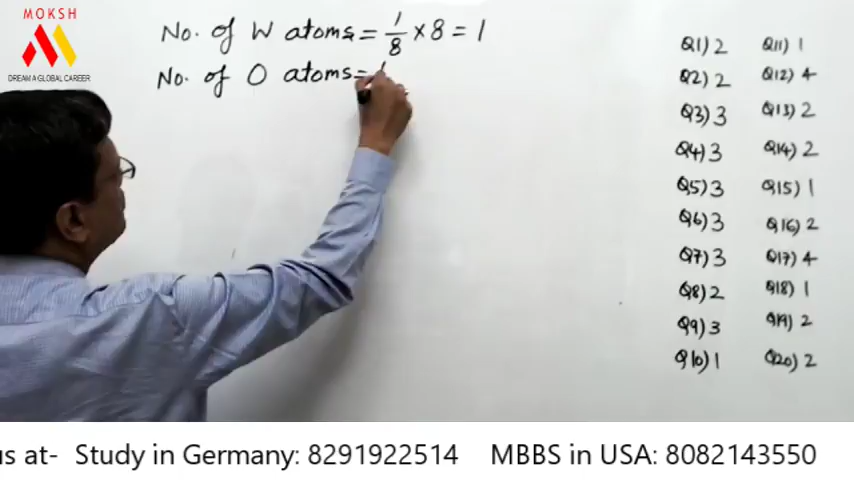 MOKSH
DREAM A GLOBAL CAREER
No. of W atoms = 1/8 × 8 = 1
No. of O atoms =
Q1) 2 Q11) 1
Q2) 2 Q12) 4
Q3) 3 Q13) 2
Q4) 3 Q14) 2
Q5) 3 Q15) 1
Q6) 3 Q16) 2
Q7) 3 Q17) 4
Q8) 2 Q18) 1
Q9) 3 Q19) 2
Q10) 1 Q20) 2
at- Study in Germany: 8291922514 MBBS in USA: 8082143550